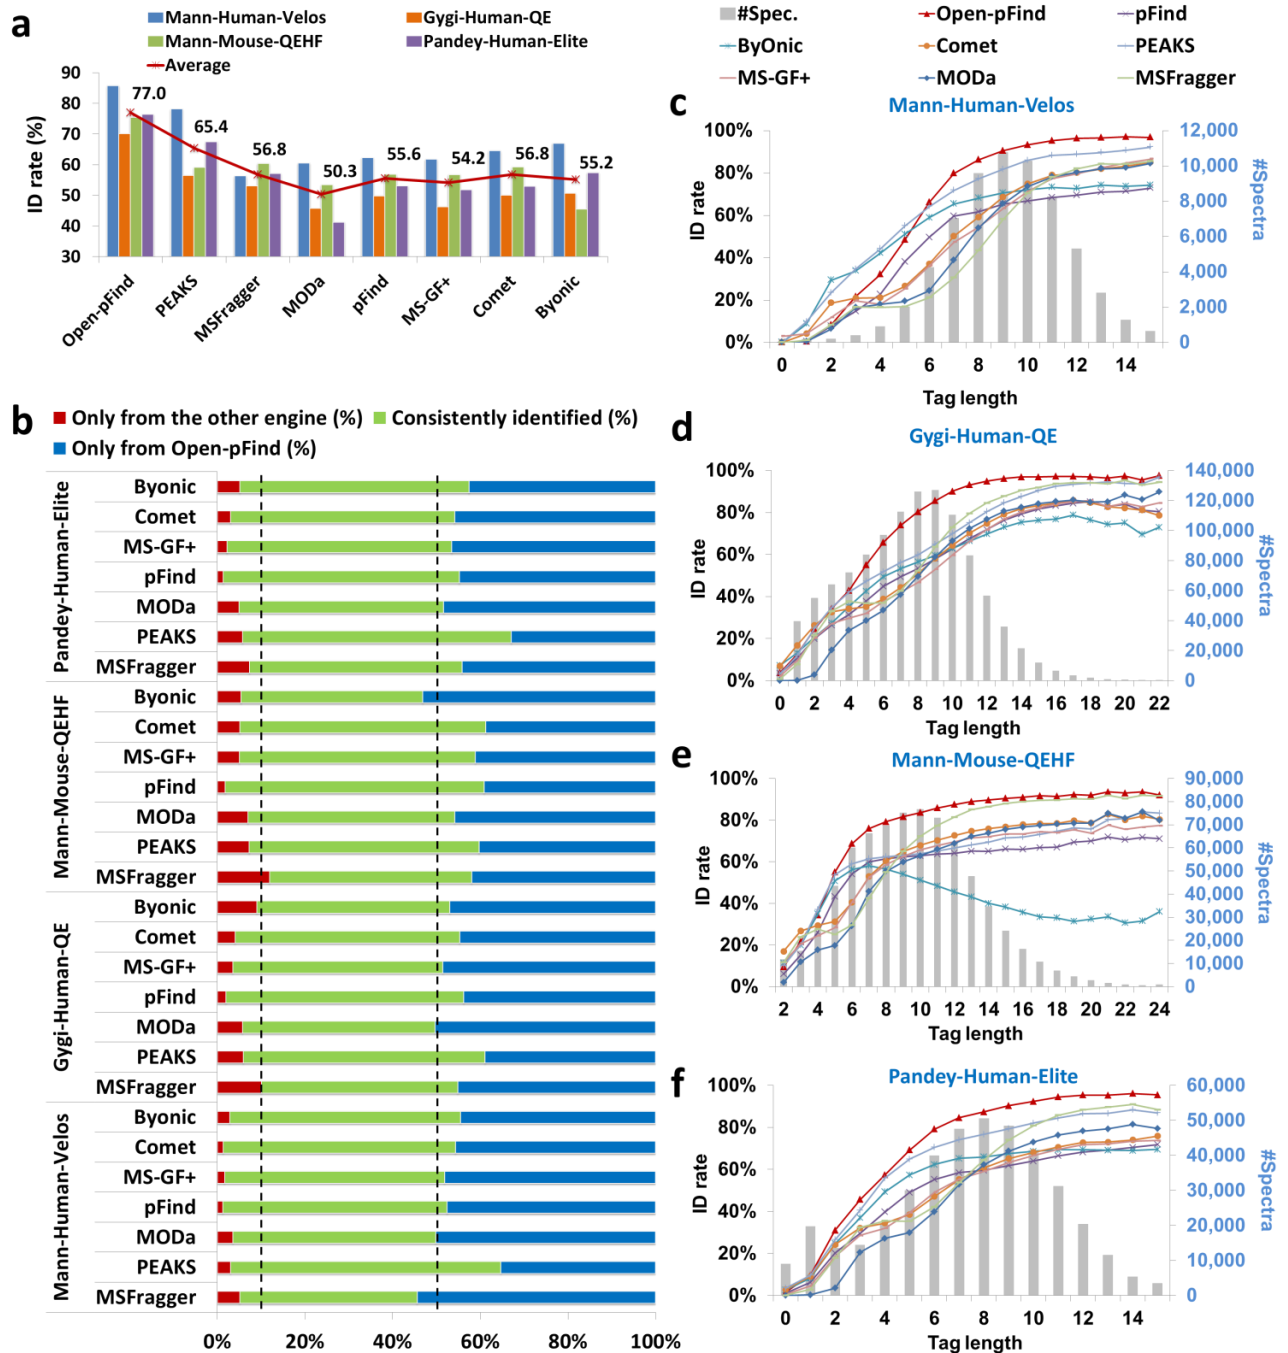 a
Mann-Human-Velos
Gygi-Human-QE
Mann-Mouse-QEHF
Pandey-Human-Elite
Average
ID rate (%)
90
80
70
60
50
40
30
77.0
65.4
56.8
50.3
55.6
54.2
56.8
55.2
Open-pFind
PEAKS
MSFragger
MODa
pFind
MS-GF+
Comet
Byonic
b
Only from the other engine (%)
Consistently identified (%)
Only from Open-pFind (%)
Pandey-Human-Elite
Byonic
Comet
MS-GF+
pFind
MODa
PEAKS
MSFragger
Mann-Mouse-QEHF
Byonic
Comet
MS-GF+
pFind
MODa
PEAKS
MSFragger
Gygi-Human-QE
Byonic
Comet
MS-GF+
pFind
MODa
PEAKS
MSFragger
Mann-Human-Velos
Byonic
Comet
MS-GF+
pFind
MODa
PEAKS
MSFragger
0% 20% 40% 60% 80% 100%
#Spec.
Open-pFind
pFind
ByOnic
Comet
PEAKS
MS-GF+
MODa
MSFragger
c
Mann-Human-Velos
ID rate
100%
80%
60%
40%
20%
0%
12,000
10,000
8,000
6,000
4,000
2,000
0
#Spectra
0 2 4 6 8 10 12 14
Tag length
d
Gygi-Human-QE
ID rate
100%
80%
60%
40%
20%
0%
140,000
120,000
100,000
80,000
60,000
40,000
20,000
0
#Spectra
0 2 4 6 8 10 12 14 16 18 20 22
Tag length
e
Mann-Mouse-QEHF
ID rate
100%
80%
60%
40%
20%
0%
90,000
80,000
70,000
60,000
50,000
40,000
30,000
20,000
10,000
0
#Spectra
2 4 6 8 10 12 14 16 18 20 22 24
Tag length
f
Pandey-Human-Elite
ID rate
100%
80%
60%
40%
20%
0%
60,000
50,000
40,000
30,000
20,000
10,000
0
#Spectra
0 2 4 6 8 10 12 14
Tag length